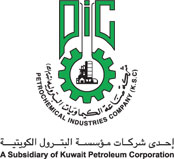 PIC
شركة صناعة الكيماويات البترولية (ش.م.ك)
PETROCHEMICAL INDUSTRIES COMPANY (K.S.C)
إحدى شركات مؤسسة البترول الكويتية
A Subsidiary of Kuwait Petroleum Corporation